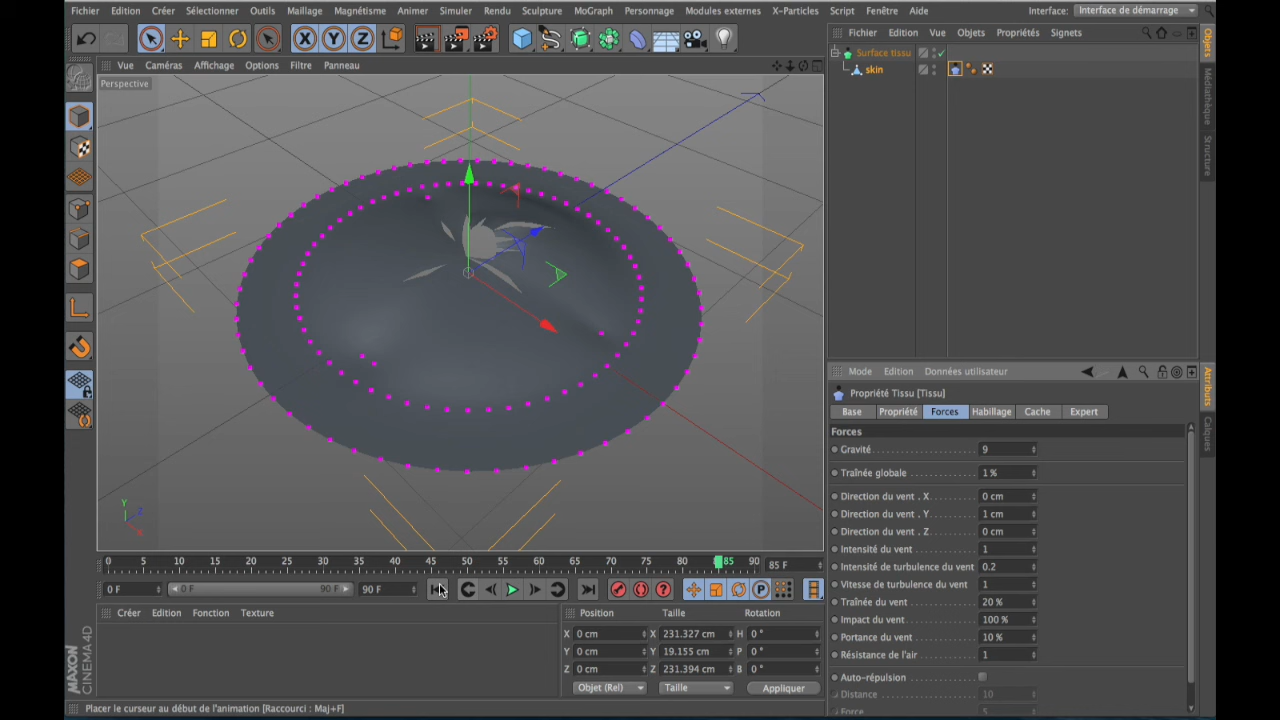 Fichier Edition Créer Sélectionner Outils Maillage Magnétisme Animer Simuler Rendu Sculpture MoGraph Personnage Modules externes X-Particles Script Fenêtre Aide Interface: Interface de démarrage
X Y Z
Vue Caméras Affichage Options Filtre Panneau
Fichier Edition Vue Objets Propriétés Signets
Perspective
Surface tissu
skin
Objets
Médiathèque
Structure
Mode Edition Données utilisateur
Propriété Tissu [Tissu]
Base Propriété Forces Habillage Cache Expert
Forces
Gravité 9
Traînée globale 1 %
Direction du vent . X 0 cm
Direction du vent . Y 1 cm
Direction du vent . Z 0 cm
Intensité du vent 1
Intensité de turbulence du vent 0.2
Vitesse de turbulence du vent 1
Traînée du vent 20 %
Impact du vent 100 %
Portance du vent 10 %
Résistance de l'air 1
Auto-répulsion
Distance 10
Force 5
Attributs
Calques
Y Z X
0 5 10 15 20 25 30 35 40 45 50 55 60 65 70 75 80 85 90 85 F
0 F 0 F 90 F 90 F
P
Créer Edition Fonction Texture
Position Taille Rotation
X 0 cm X 231.327 cm H 0 °
Y 0 cm Y 19.155 cm P 0 °
Z 0 cm Z 231.394 cm B 0 °
Objet (Rel) Taille Appliquer
MAXON
CINEMA 4D
Placer le curseur au début de l'animation [Raccourci : Maj+F]